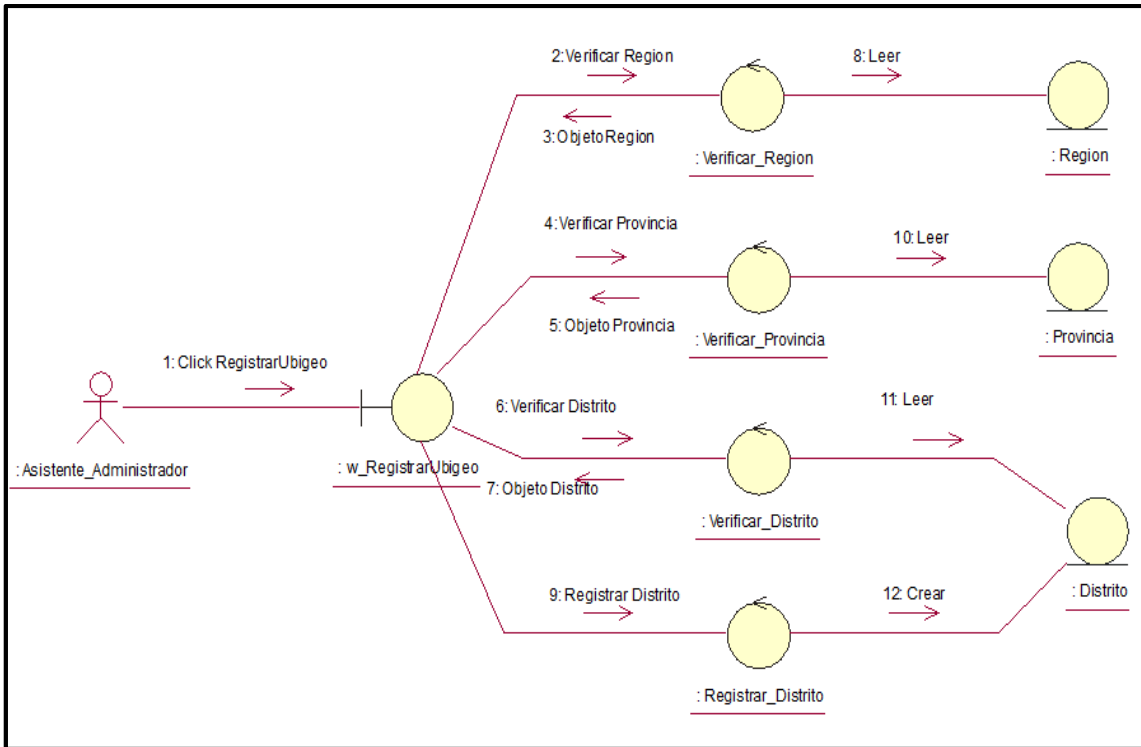 2: Verificar Region
8: Leer
3: Objeto Region
: Verificar_Region
: Region
4: Verificar Provincia
10: Leer
5: Objeto Provincia
: Verificar_Provincia
: Provincia
1: Click RegistrarUbigeo
6: Verificar Distrito
11: Leer
: Asistente_Administrador
: w_RegistrarUbigeo
7: Objeto Distrito
: Verificar_Distrito
9: Registrar Distrito
12: Crear
: Distrito
: Registrar_Distrito